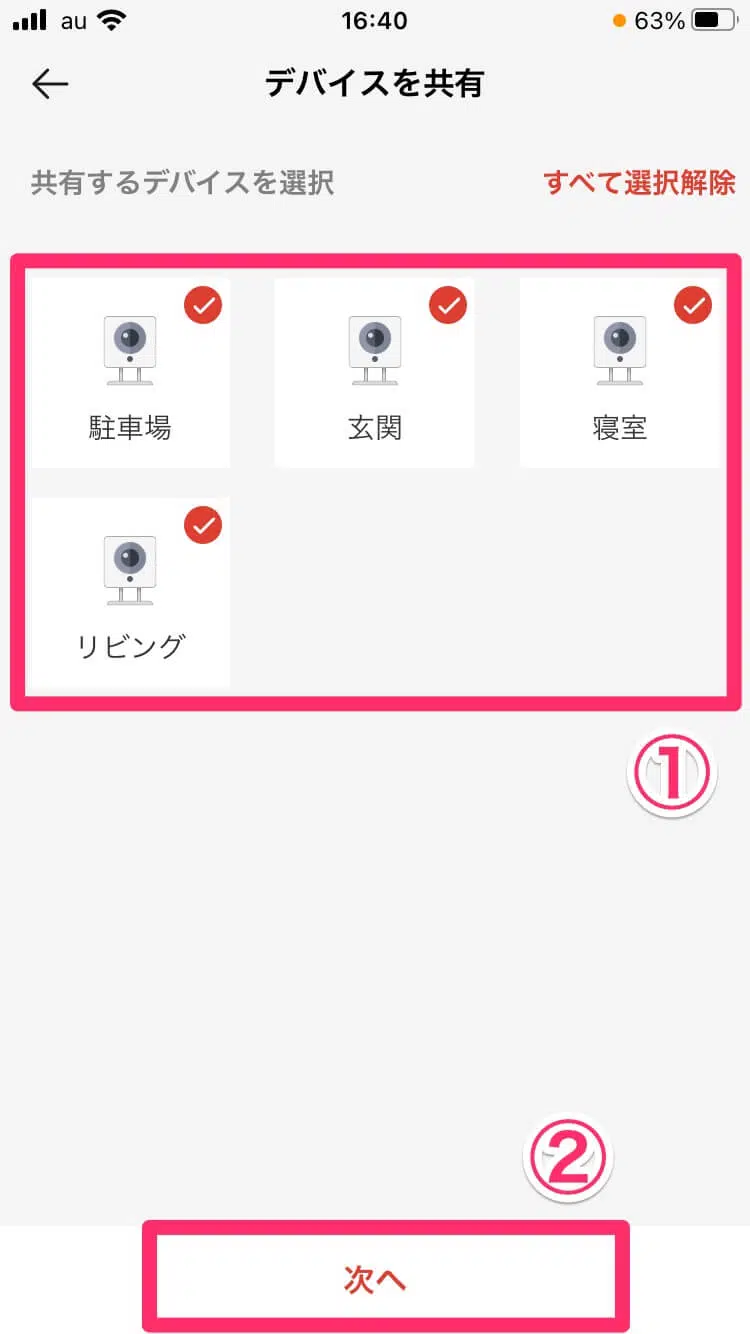 au 16:40 63%
デバイスを共有
共有するデバイスを選択 すべて選択解除
駐車場 玄関 寝室
リビング
①
②
次へ